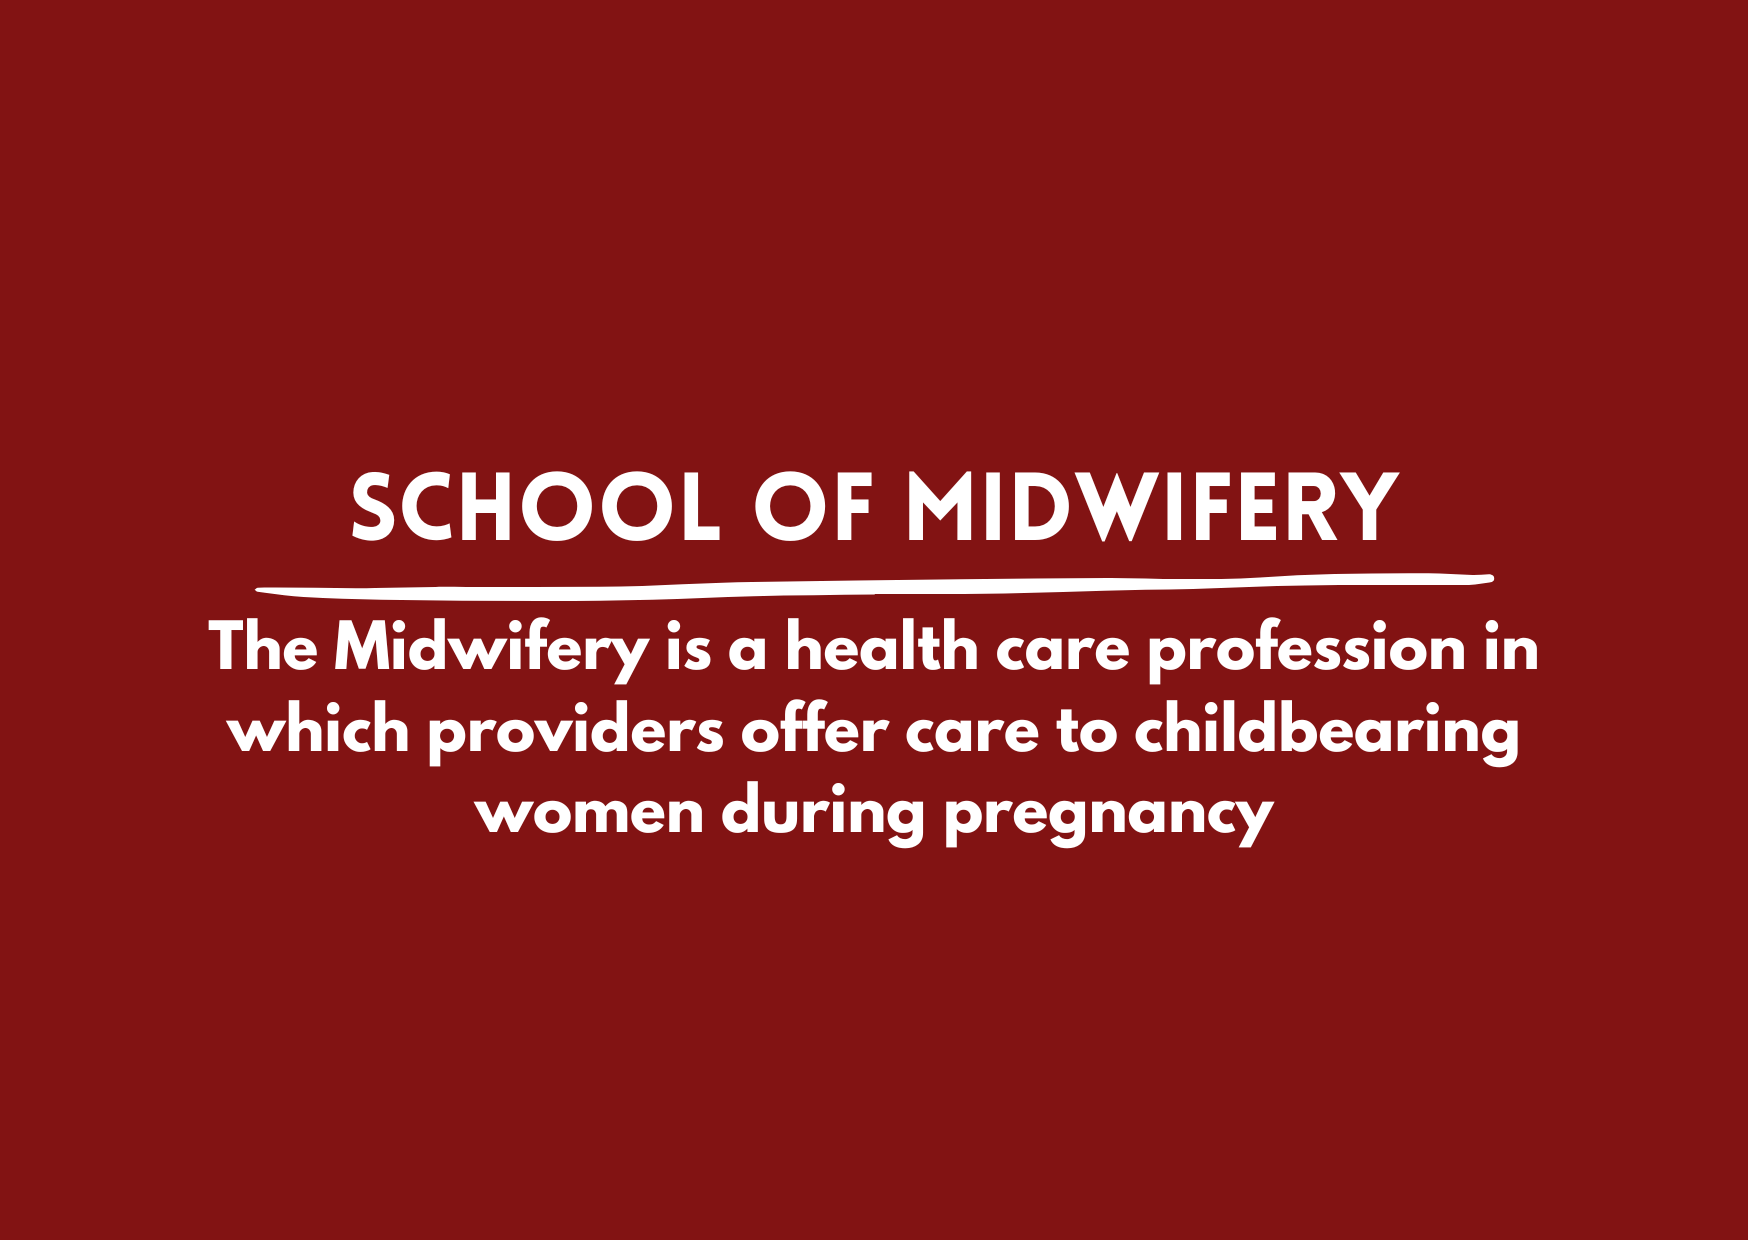 SCHOOL OF MIDWIFERY
The Midwifery is a health care profession in
which providers offer care to childbearing
women during pregnancy